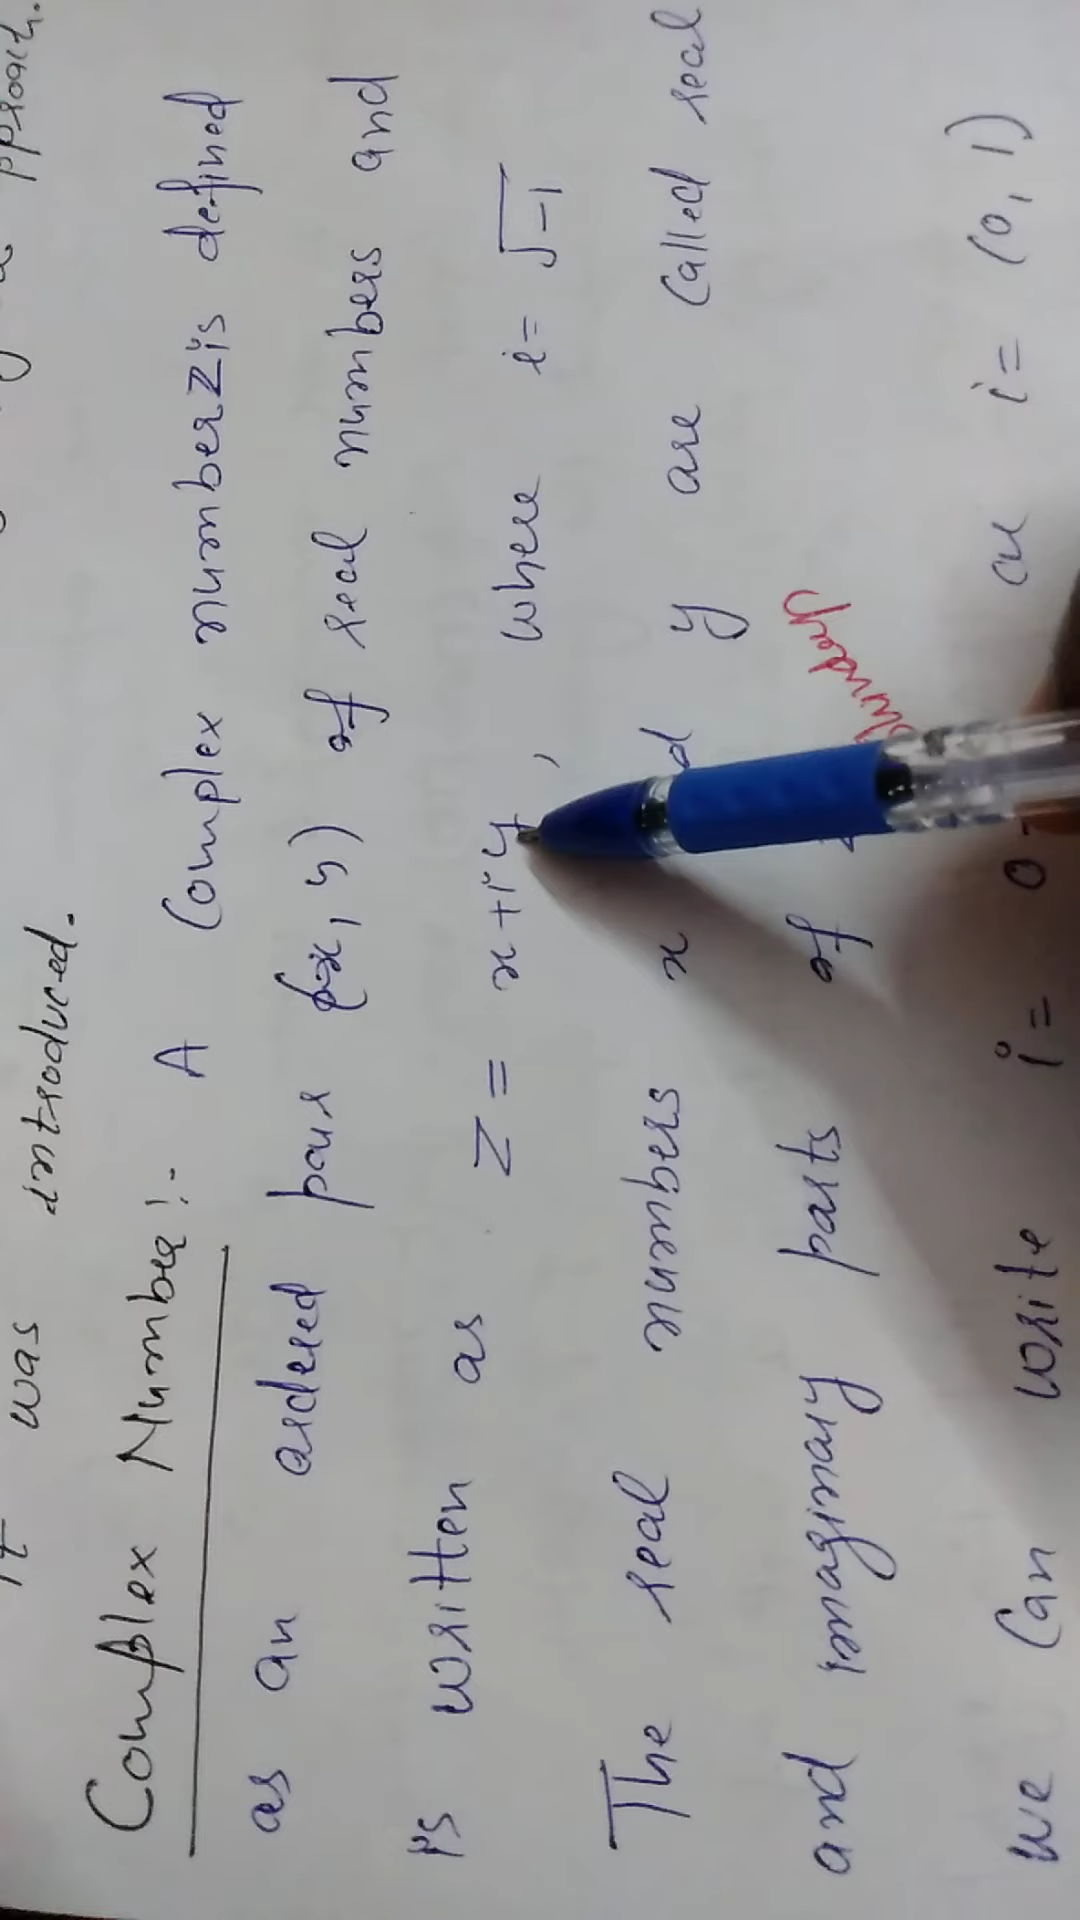 pproach.
It was introduced.
Complex Number:- A Complex number Z is defined
as an ordered pair (x, y) of real numbers and
is written as Z = x + iy, where i = √-1
The real numbers x d y are called real
and imaginary parts of
we can write i = 0 or i = (0, 1)